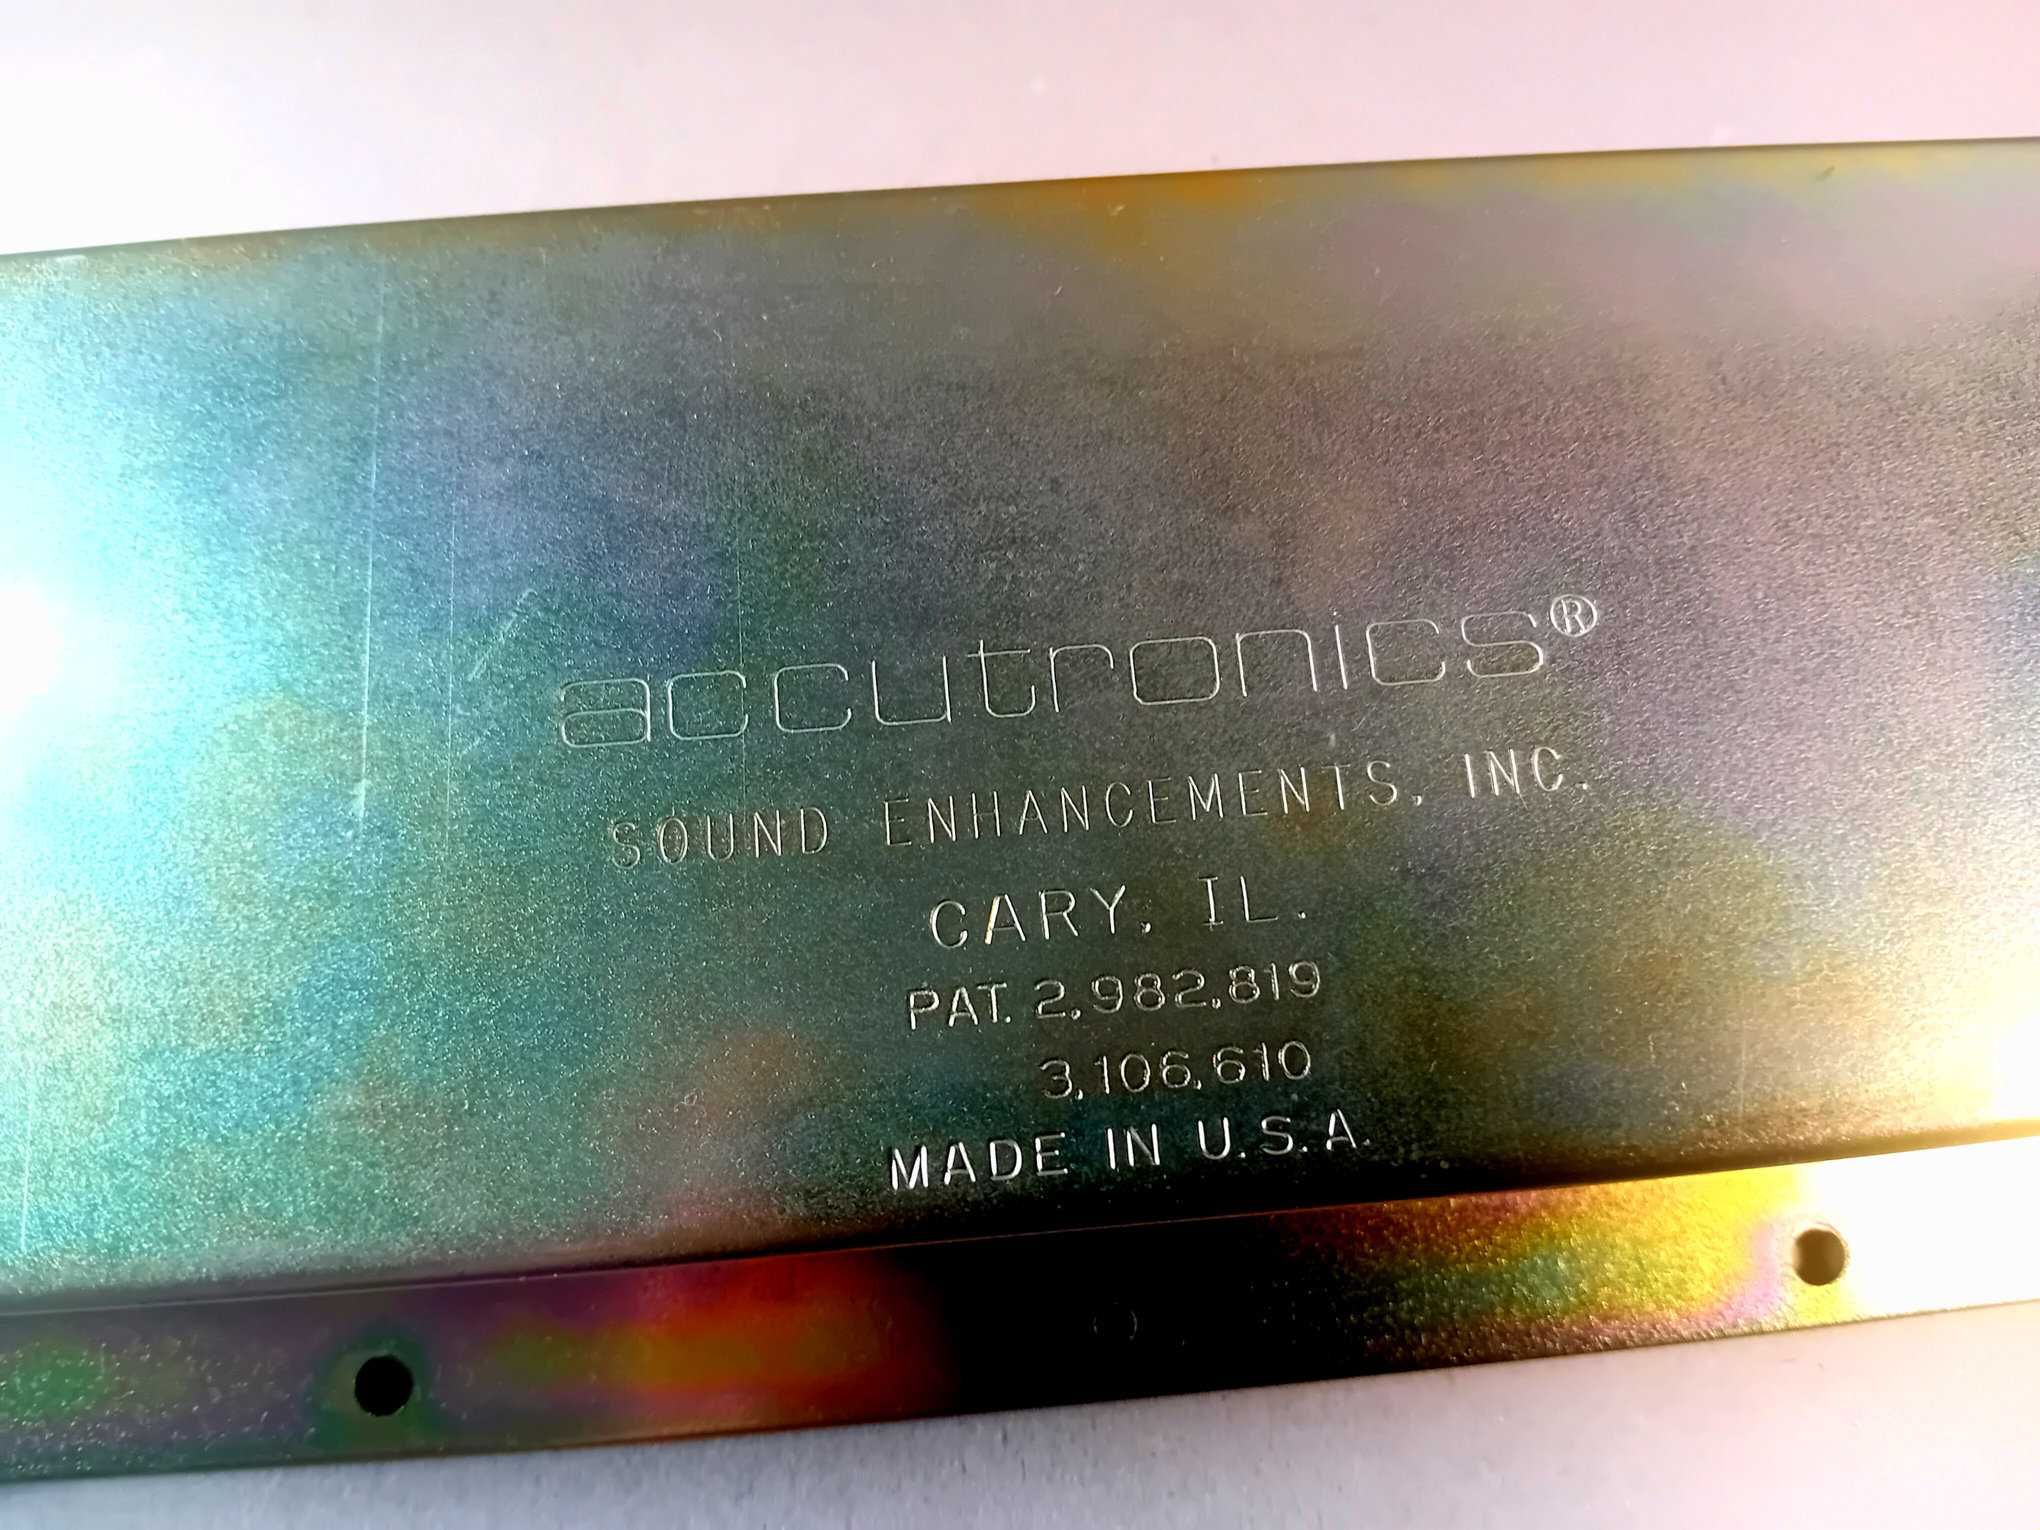 accutronics®
SOUND ENHANCEMENTS, INC.
CARY, IL.
PAT. 2,982,819
3,106,610
MADE IN U.S.A.